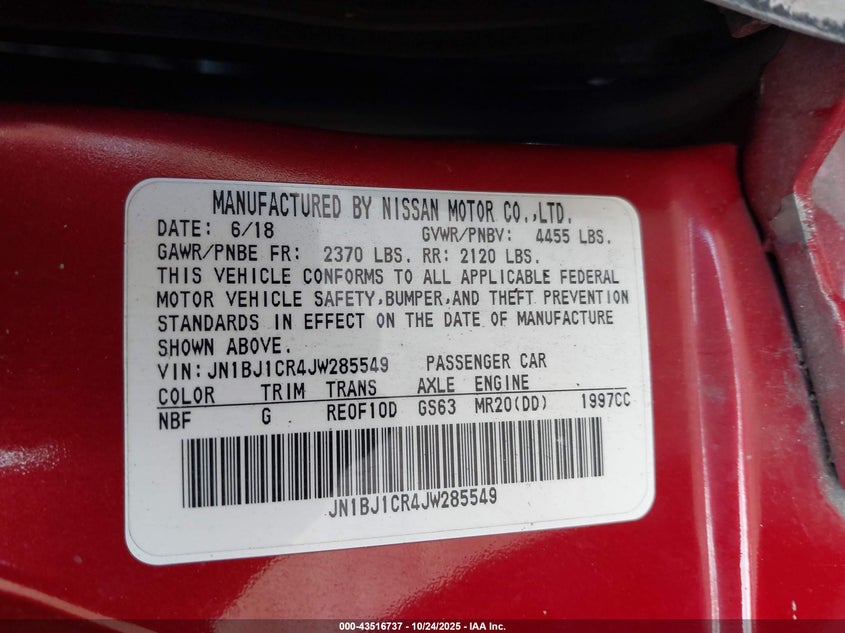 MANUFACTURED BY NISSAN MOTOR CO.,LTD.
DATE: 6/18 GVWR/PNBV: 4455 LBS.
GAWR/PNBE FR: 2370 LBS. RR: 2120 LBS.
THIS VEHICLE CONFORMS TO ALL APPLICABLE FEDERAL
MOTOR VEHICLE SAFETY,BUMPER,AND THEFT PREVENTION
STANDARDS IN EFFECT ON THE DATE OF MANUFACTURE
SHOWN ABOVE.
VIN:JN1BJ1CR4JW285549 PASSENGER CAR
COLOR TRIM TRANS AXLE ENGINE
NBF G RE0F10D GS63 MR20(DD) 1997CC
JN1BJ1CR4JW285549
000-43516737 - 10/24/2025 - IAA Inc.